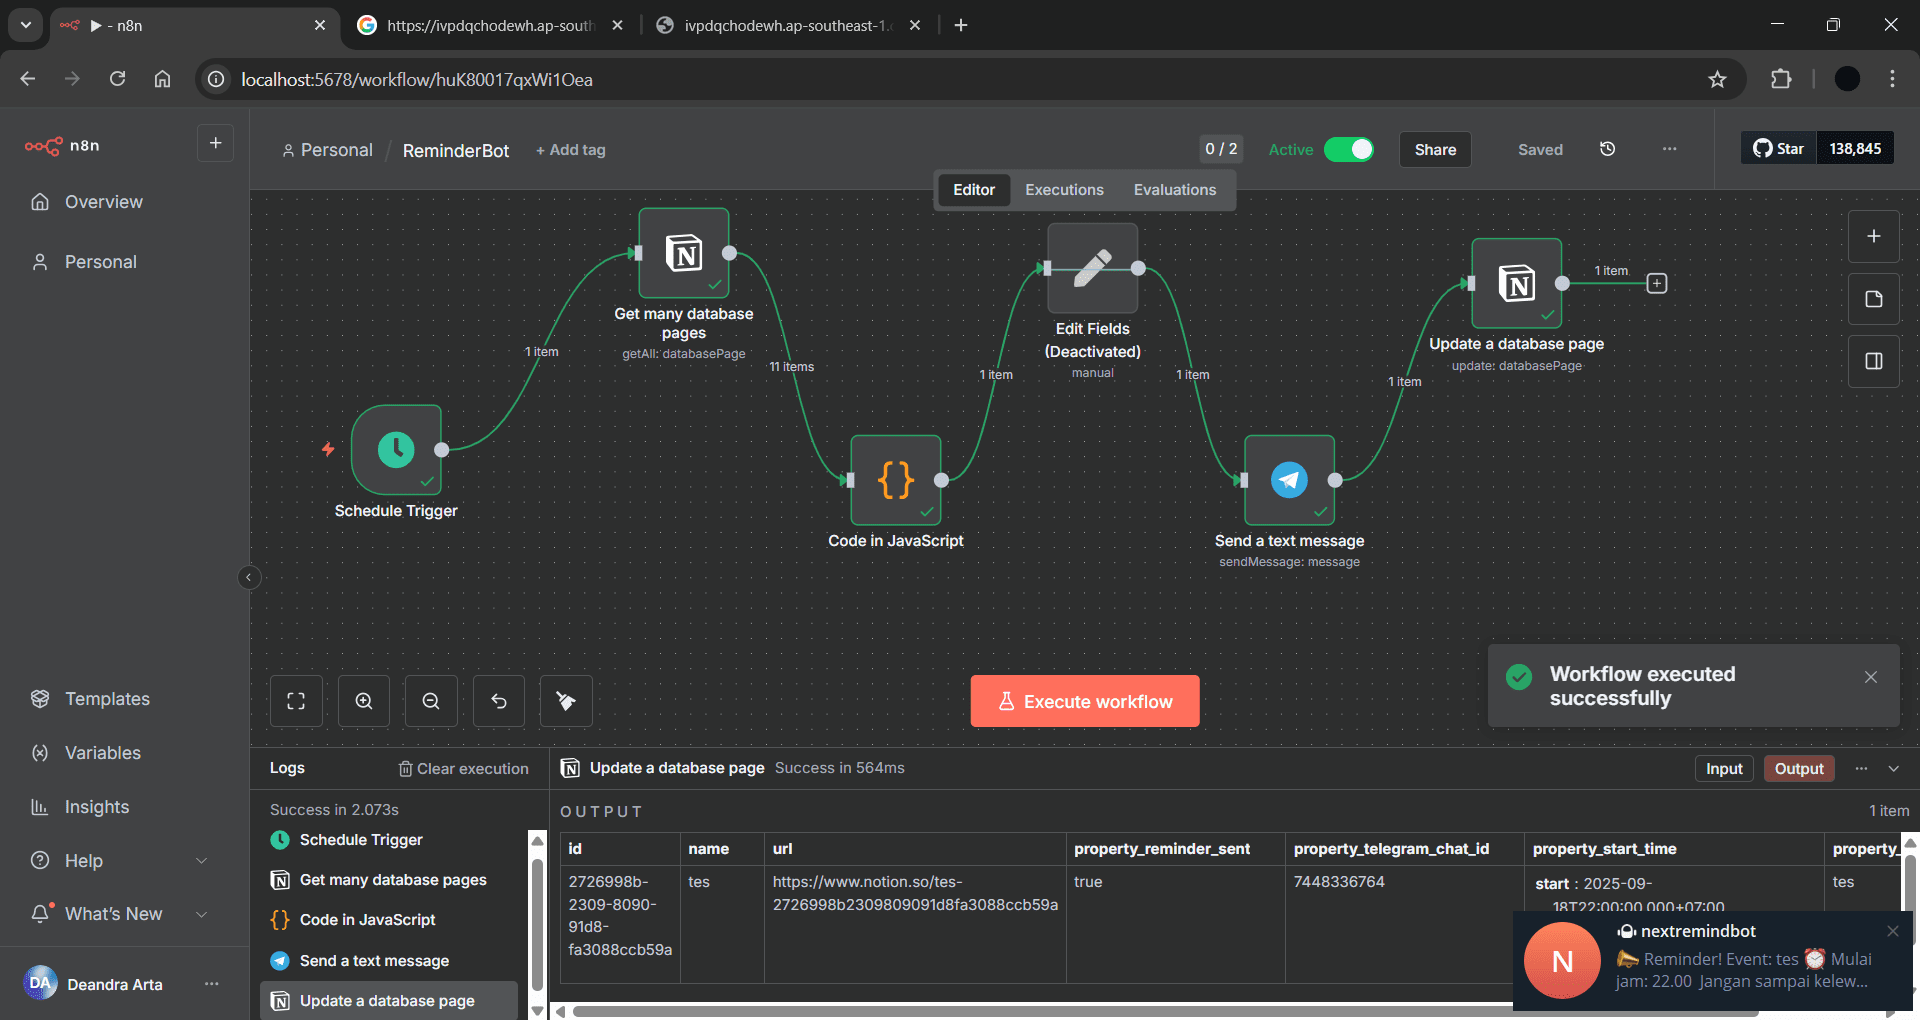 ▶ - n8n
https://ivpdqchodewh.ap-south
ivpdqchodewh.ap-southeast-1.
localhost:5678/workflow/huK80017qxWi1Oea
n8n
Personal / ReminderBot + Add tag
0 / 2
Active
Share
Saved
Star 138,845
Editor Executions Evaluations
Overview
Personal
Templates
Variables
Insights
Help
What's New
DA Deandra Arta
Schedule Trigger
1 item
Get many database
pages
getAll: databasePage
11 items
Code in JavaScript
1 item
Edit Fields
(Deactivated)
manual
1 item
Send a text message
sendMessage: message
1 item
Update a database page
update: databasePage
1 item
Execute workflow
Workflow executed
successfully
Logs
Clear execution
Success in 2.073s
Schedule Trigger
Get many database pages
Code in JavaScript
Send a text message
Update a database page
Update a database page Success in 564ms
Input Output
OUTPUT
1 item
id name url property_reminder_sent property_telegram_chat_id property_start_time property_
2726998b-
2309-8090-
91d8-
fa3088ccb59a
tes
https://www.notion.so/tes-
2726998b2309809091d8fa3088ccb59a
true
7448336764
start : 2025-09-
18T22:00:00.000+07:00
tes
N
nextremindbot
Reminder! Event: tes ⏰ Mulai
jam: 22.00 Jangan sampai kelew...